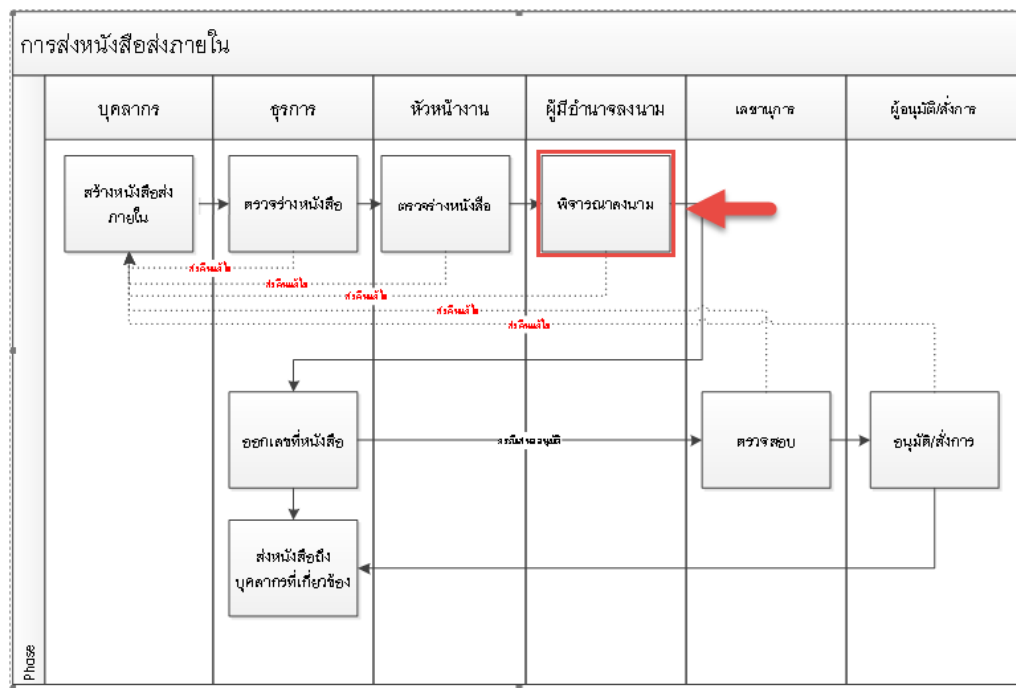 การส่งหนังสือส่งภายใน
บุคลากร
ธุรการ
หัวหน้างาน
ผู้มีอำนาจลงนาม
เลขานุการ
ผู้อนุมัติ/สั่งการ
สร้างหนังสือส่ง
ภายใน
ตรวจร่างหนังสือ
ตรวจร่างหนังสือ
พิจารณาลงนาม
ส่งคืนแก้ไข
ส่งคืนแก้ไข
ส่งคืนแก้ไข
ส่งคืนแก้ไข
ส่งคืนแก้ไข
ออกเลขที่หนังสือ
กรณีเสนออนุมัติ
ตรวจสอบ
อนุมัติ/สั่งการ
ส่งหนังสือถึง
บุคลากรที่เกี่ยวข้อง
Phase